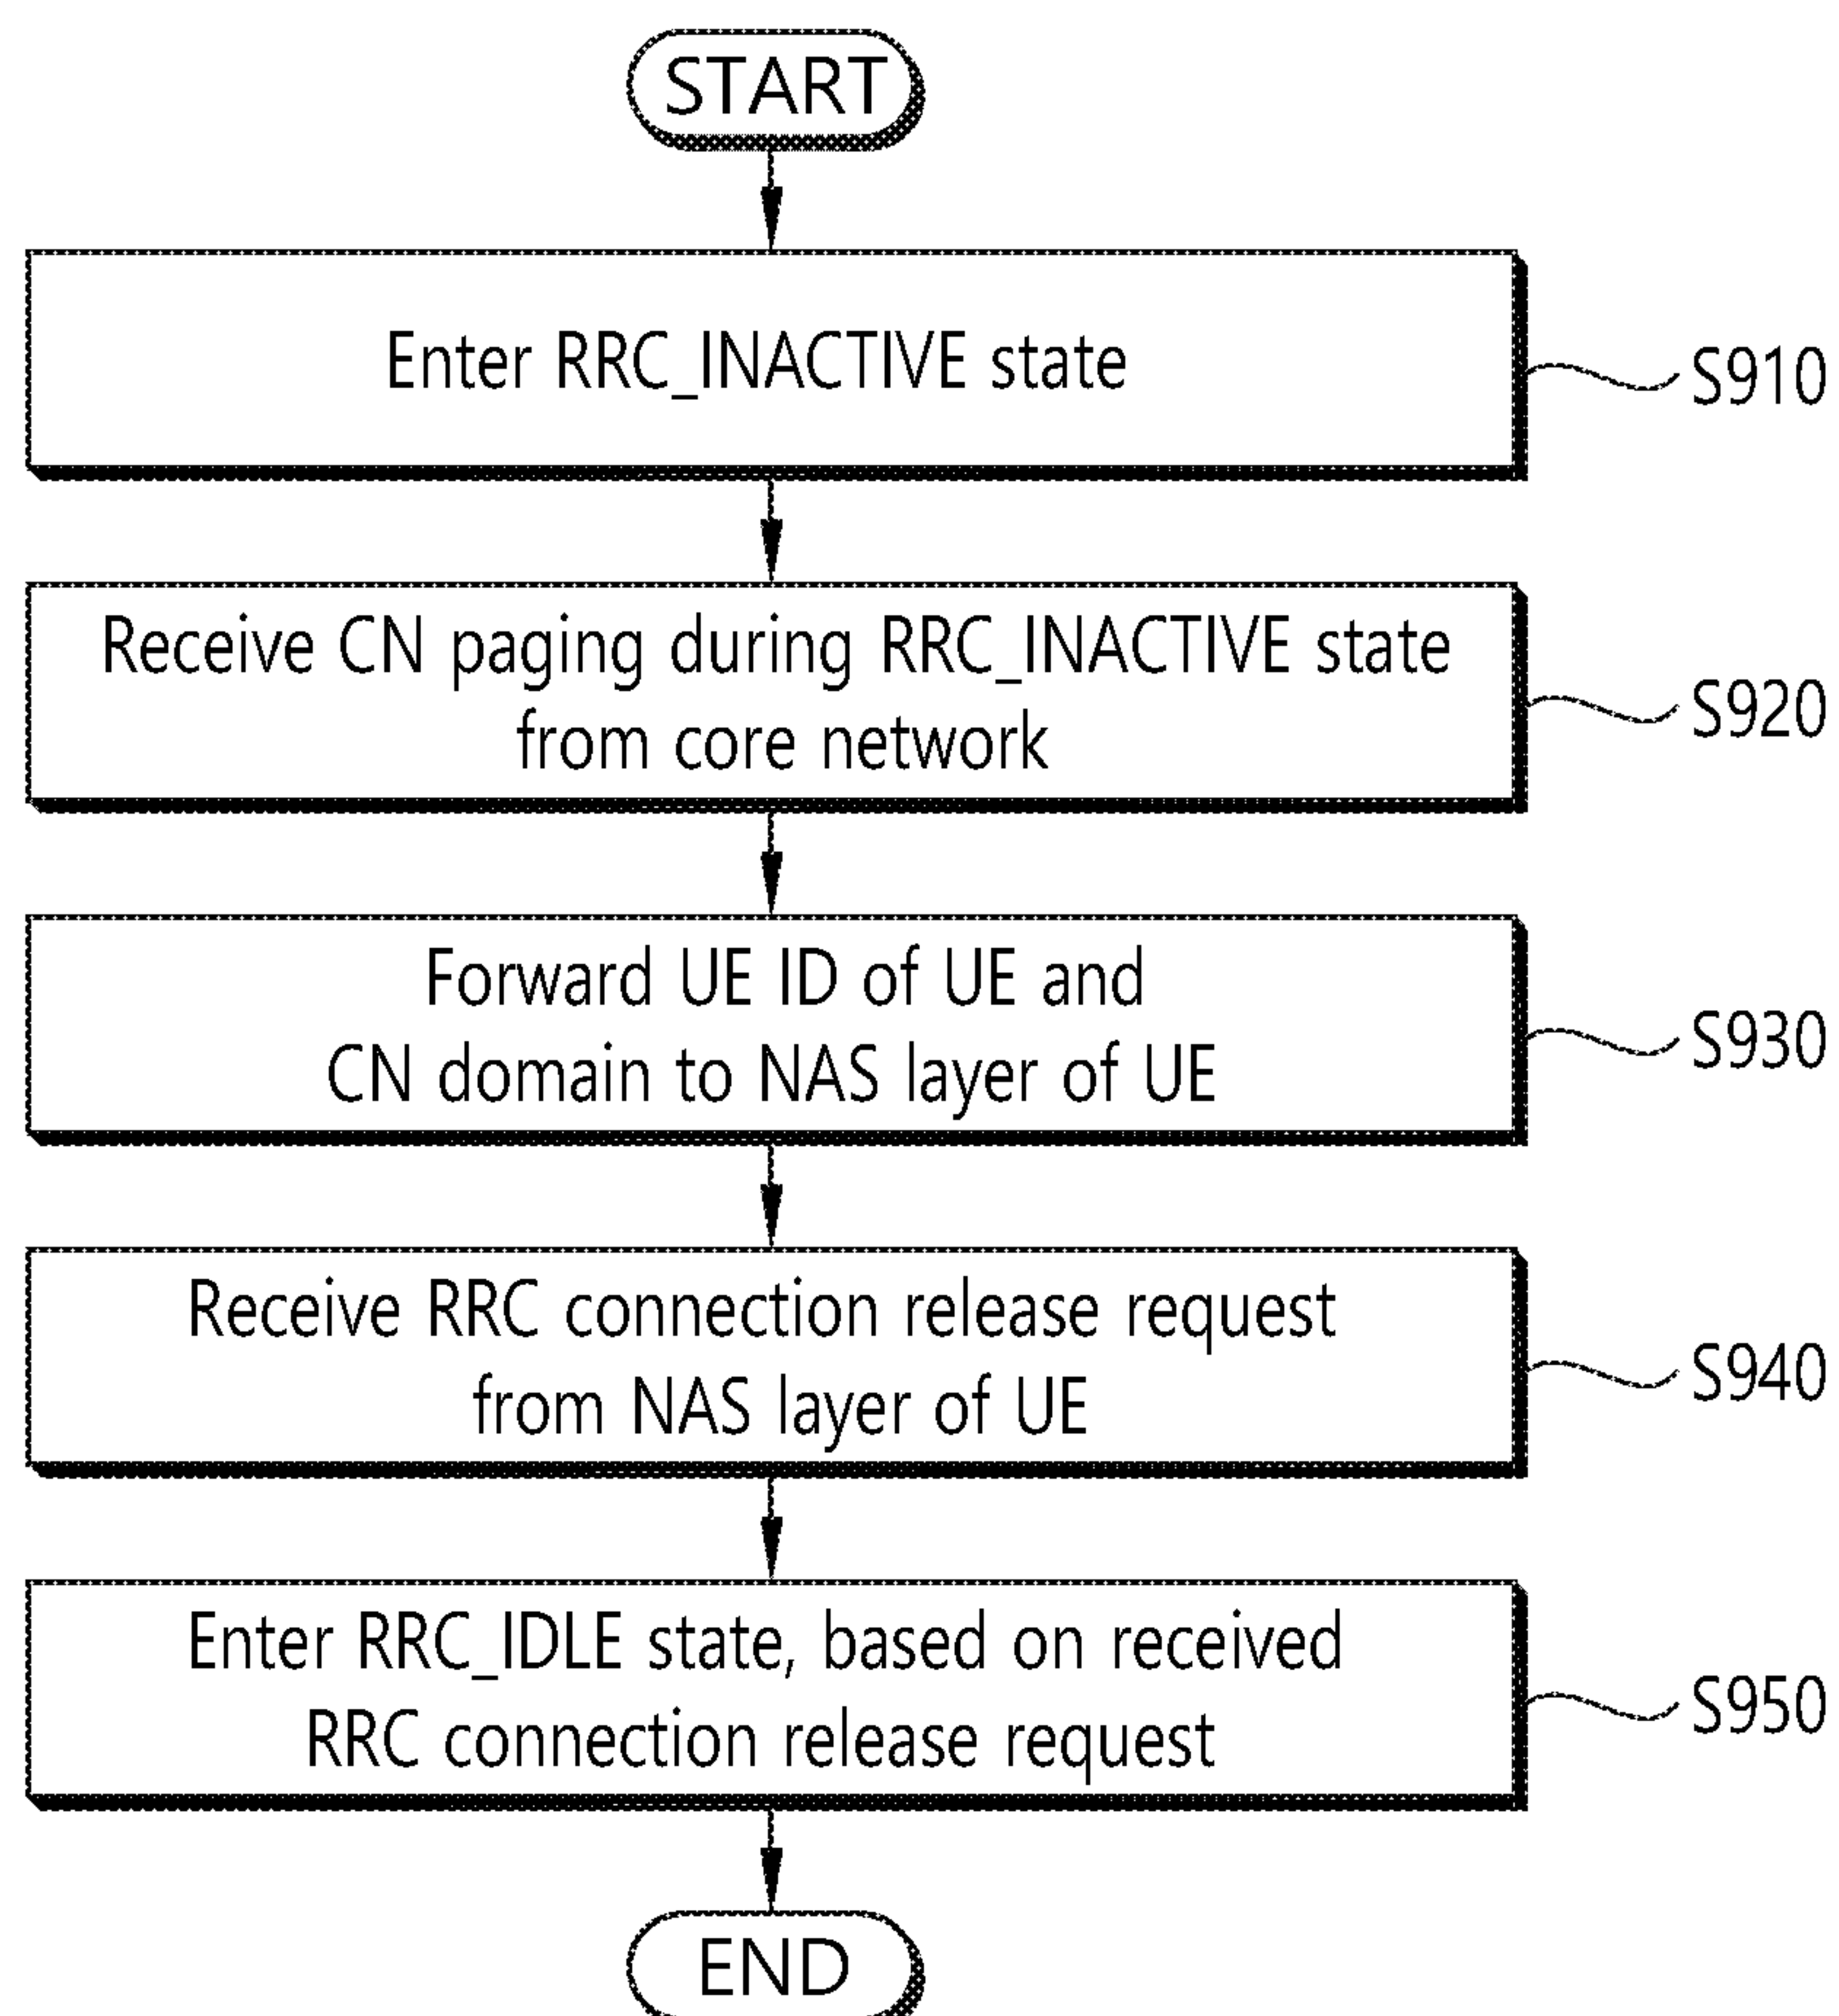 START
Enter RRC_INACTIVE state
S910
Receive CN paging during RRC_INACTIVE state
from core network
S920
Forward UE ID of UE and
CN domain to NAS layer of UE
S930
Receive RRC connection release request
from NAS layer of UE
S940
Enter RRC_IDLE state, based on received
RRC connection release request
S950
END